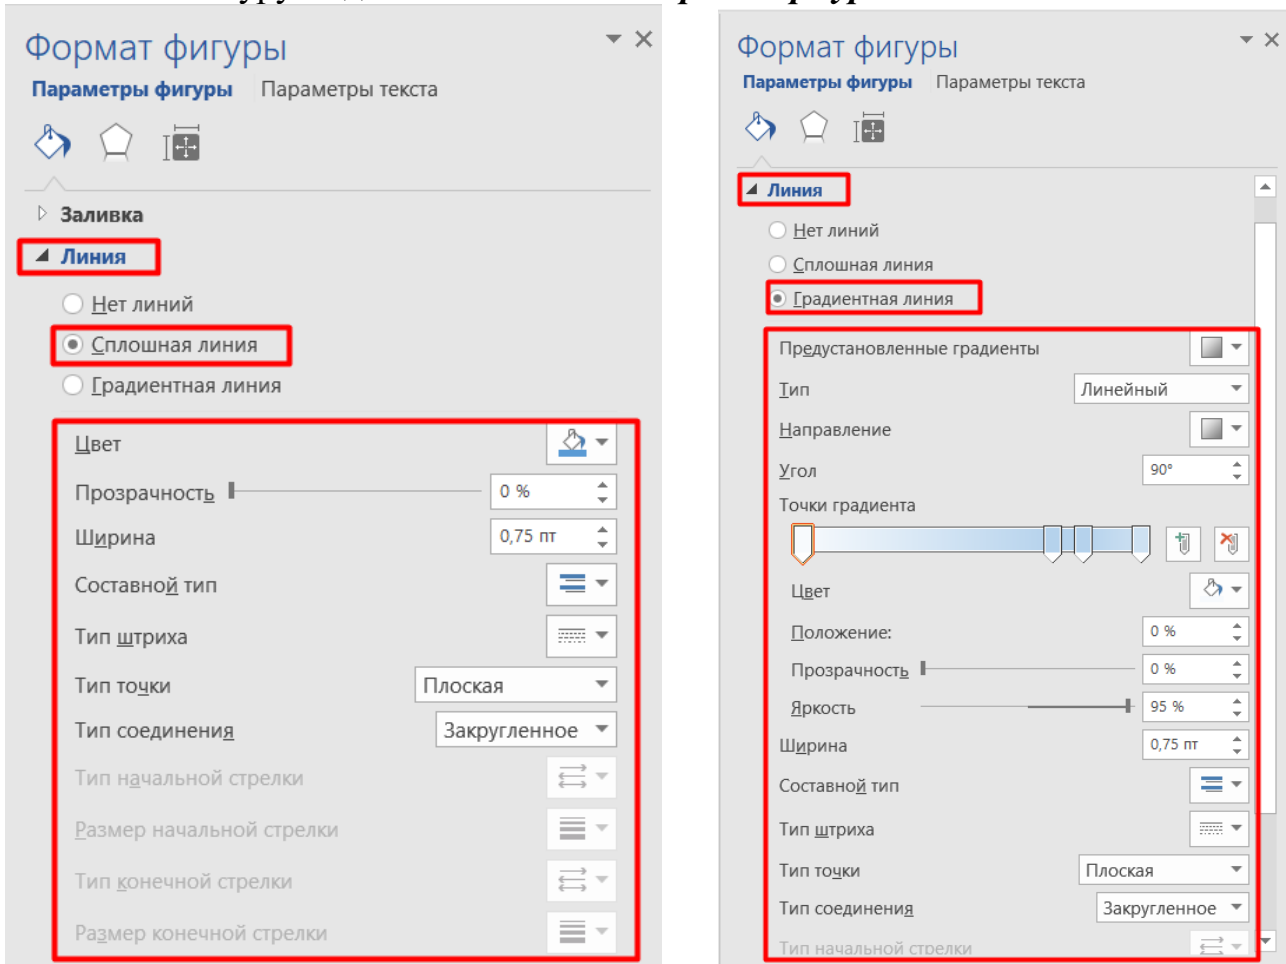 Формат фигуры
Параметры фигуры Параметры текста
Заливка
Линия
Нет линий
Сплошная линия
Градиентная линия
Цвет
Прозрачность 0 %
Ширина 0,75 пт
Составной тип
Тип штриха
Тип точки Плоская
Тип соединения Закругленное
Тип начальной стрелки
Размер начальной стрелки
Тип конечной стрелки
Размер конечной стрелки
Формат фигуры
Параметры фигуры Параметры текста
Линия
Нет линий
Сплошная линия
Градиентная линия
Предустановленные градиенты
Тип Линейный
Направление
Угол 90°
Точки градиента
Цвет
Положение: 0 %
Прозрачность 0 %
Яркость 95 %
Ширина 0,75 пт
Составной тип
Тип штриха
Тип точки Плоская
Тип соединения Закругленное
Тип начальной стрелки